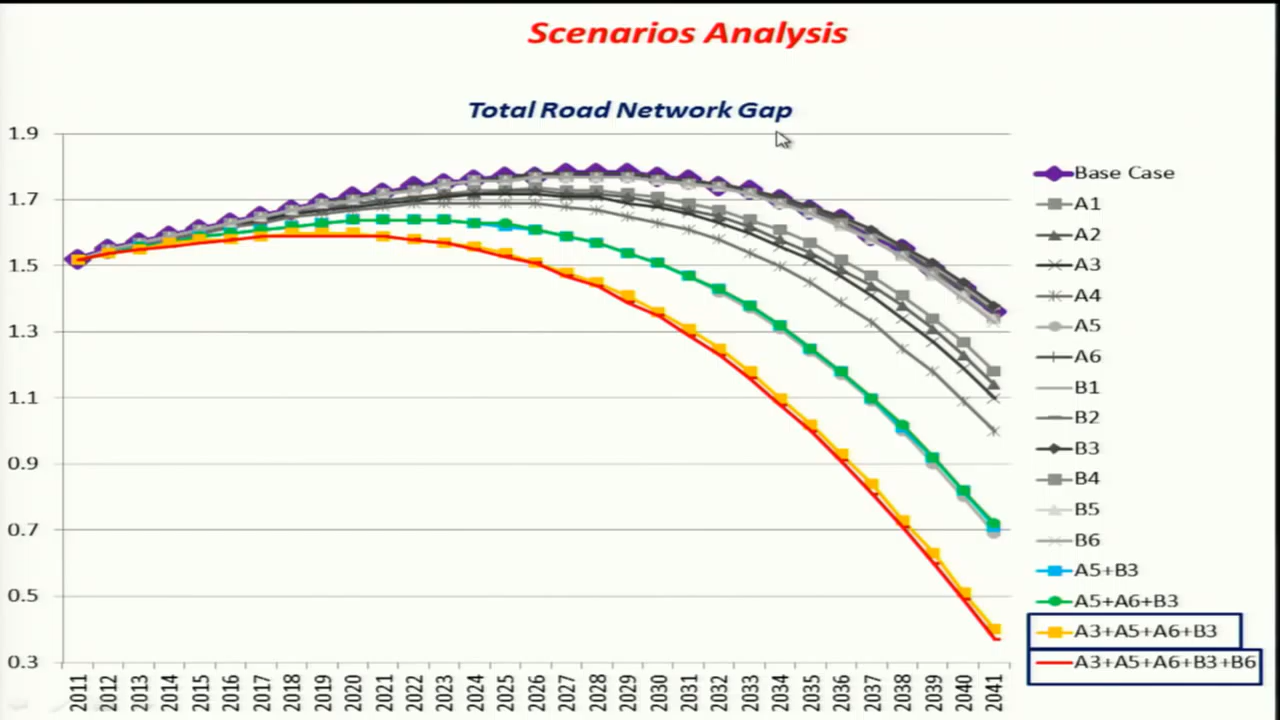 Scenarios Analysis
Total Road Network Gap
1.9
1.7
1.5
1.3
1.1
0.9
0.7
0.5
0.3
2011 2012 2013 2014 2015 2016 2017 2018 2019 2020 2021 2022 2023 2024 2025 2026 2027 2028 2029 2030 2031 2032 2033 2034 2035 2036 2037 2038 2039 2040 2041
Base Case
A1
A2
A3
A4
A5
A6
B1
B2
B3
B4
B5
B6
A5+B3
A5+A6+B3
A3+A5+A6+B3
A3+A5+A6+B3+B6